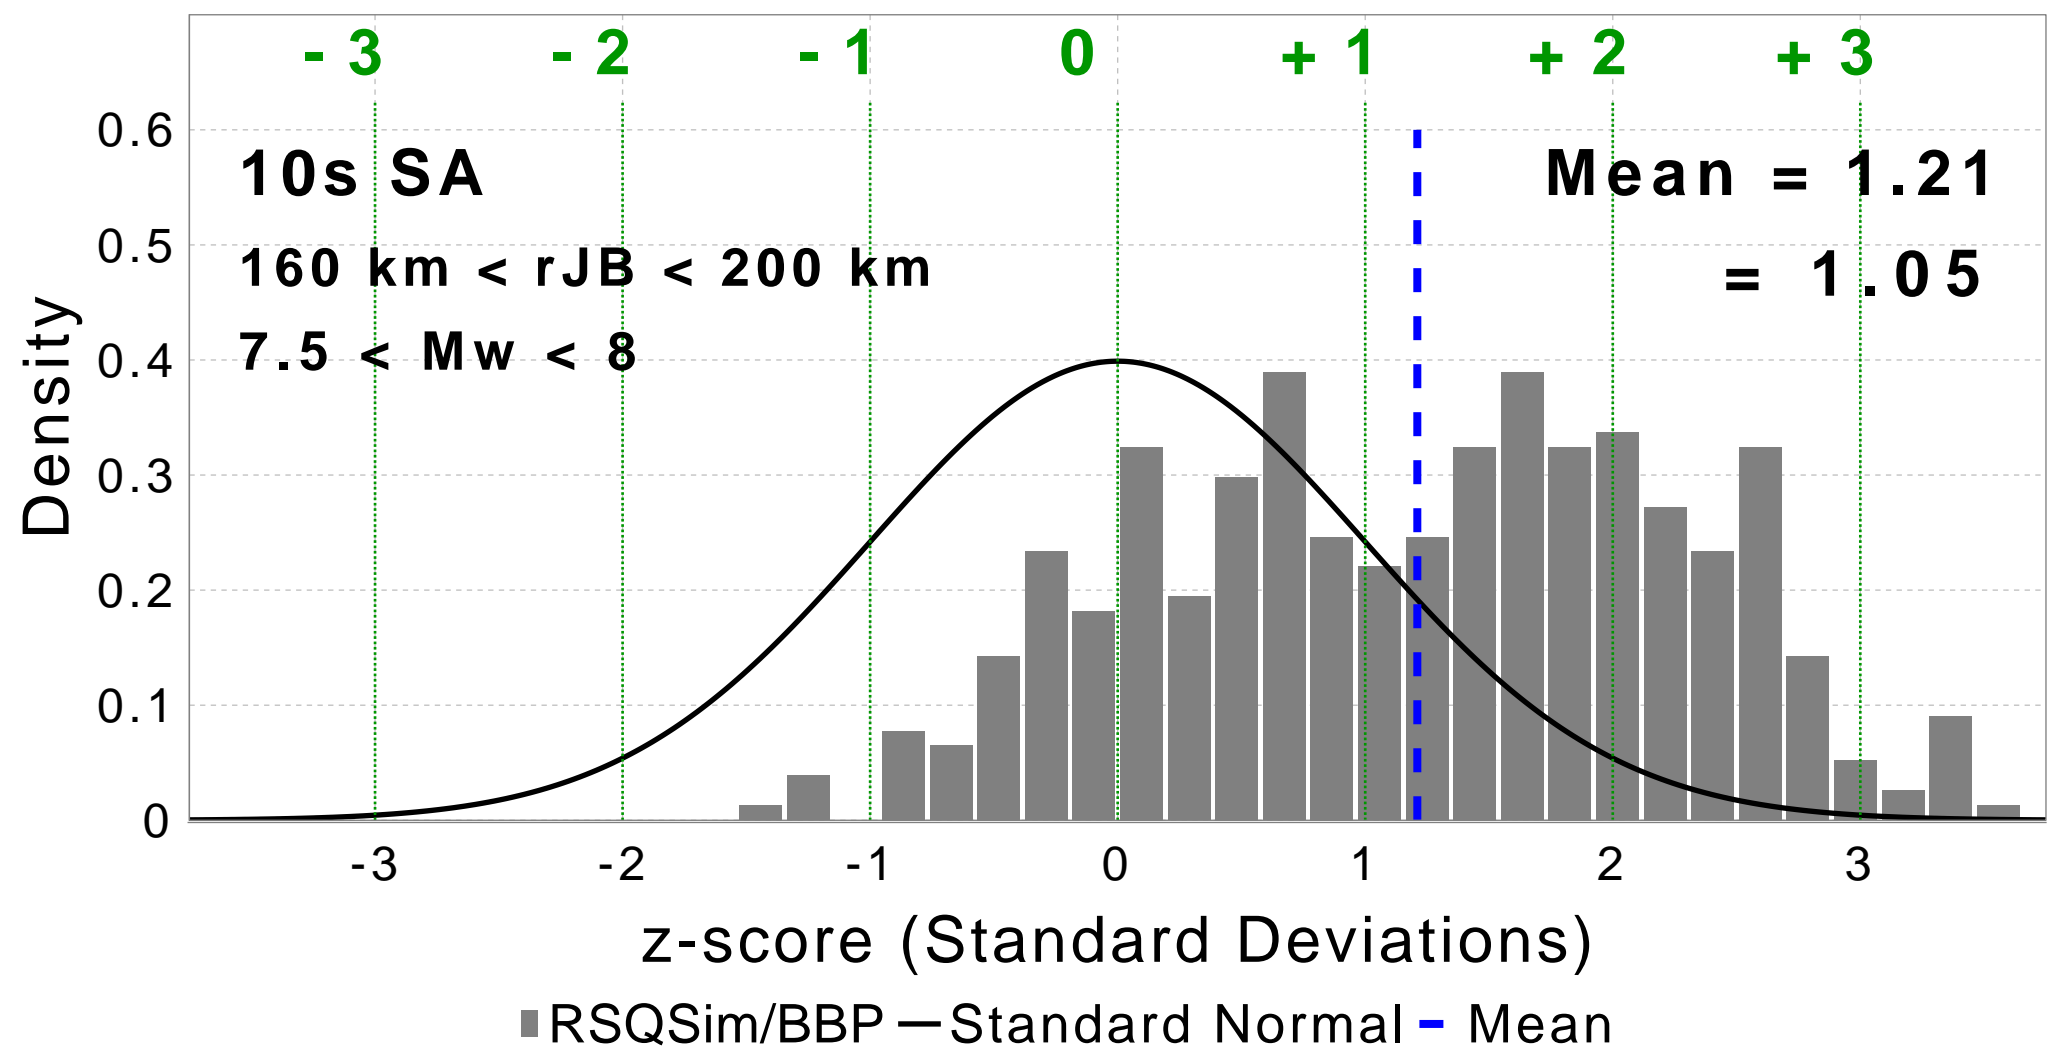 - 3 - 2 - 1 0 + 1 + 2 + 3
0.6
10s SA
Mean = 1.21
0.5
160 km < rJB < 200 km
= 1.05
7.5 < Mw < 8
0.4
0.3
0.2
0.1
0
Density
-3 -2 -1 0 1 2 3
z-score (Standard Deviations)
RSQSim/BBP Standard Normal Mean